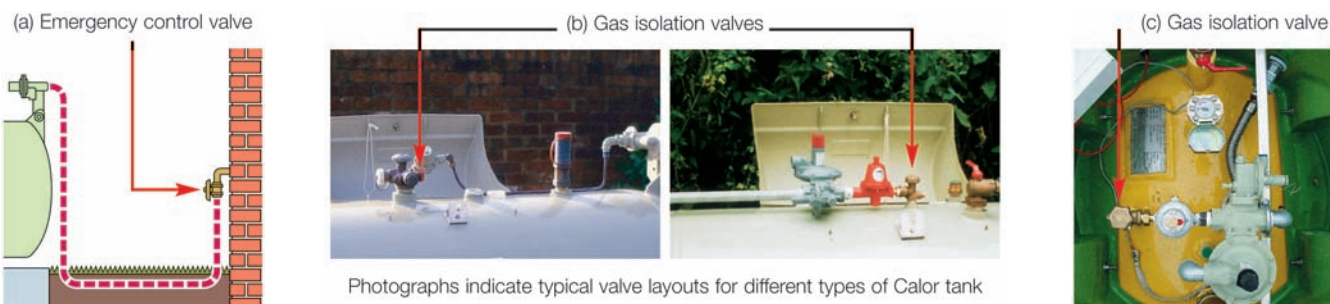 (a) Emergency control valve
(b) Gas isolation valves
(c) Gas isolation valve
Photographs indicate typical valve layouts for different types of Calor tank